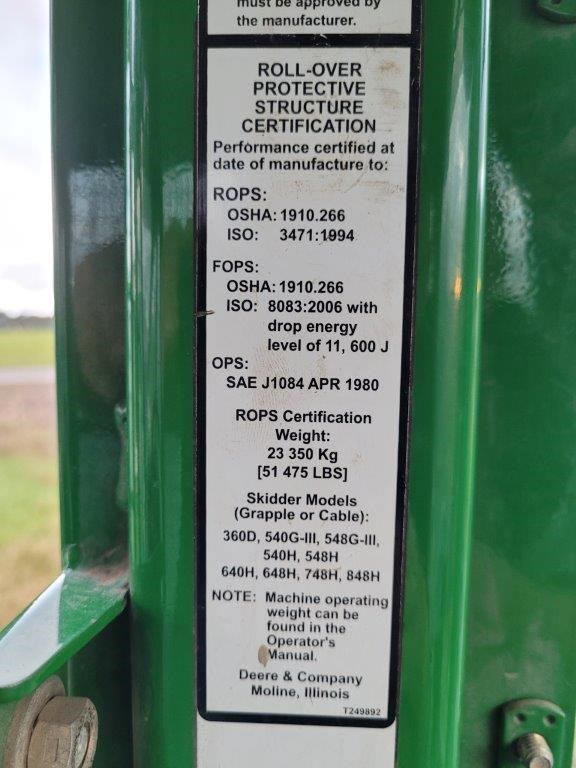 must be approved by
the manufacturer.
ROLL-OVER
PROTECTIVE
STRUCTURE
CERTIFICATION
Performance certified at
date of manufacture to:
ROPS:
OSHA: 1910.266
ISO: 3471:1994
FOPS:
OSHA: 1910.266
ISO: 8083:2006 with
drop energy
level of 11, 600 J
OPS:
SAE J1084 APR 1980
ROPS Certification
Weight:
23 350 Kg
[51 475 LBS]
Skidder Models
(Grapple or Cable):
360D, 540G-III, 548G-III,
540H, 548H
640H, 648H, 748H, 848H
NOTE: Machine operating
weight can be
found in the
Operator's
Manual.
Deere & Company
Moline, Illinois
T249892